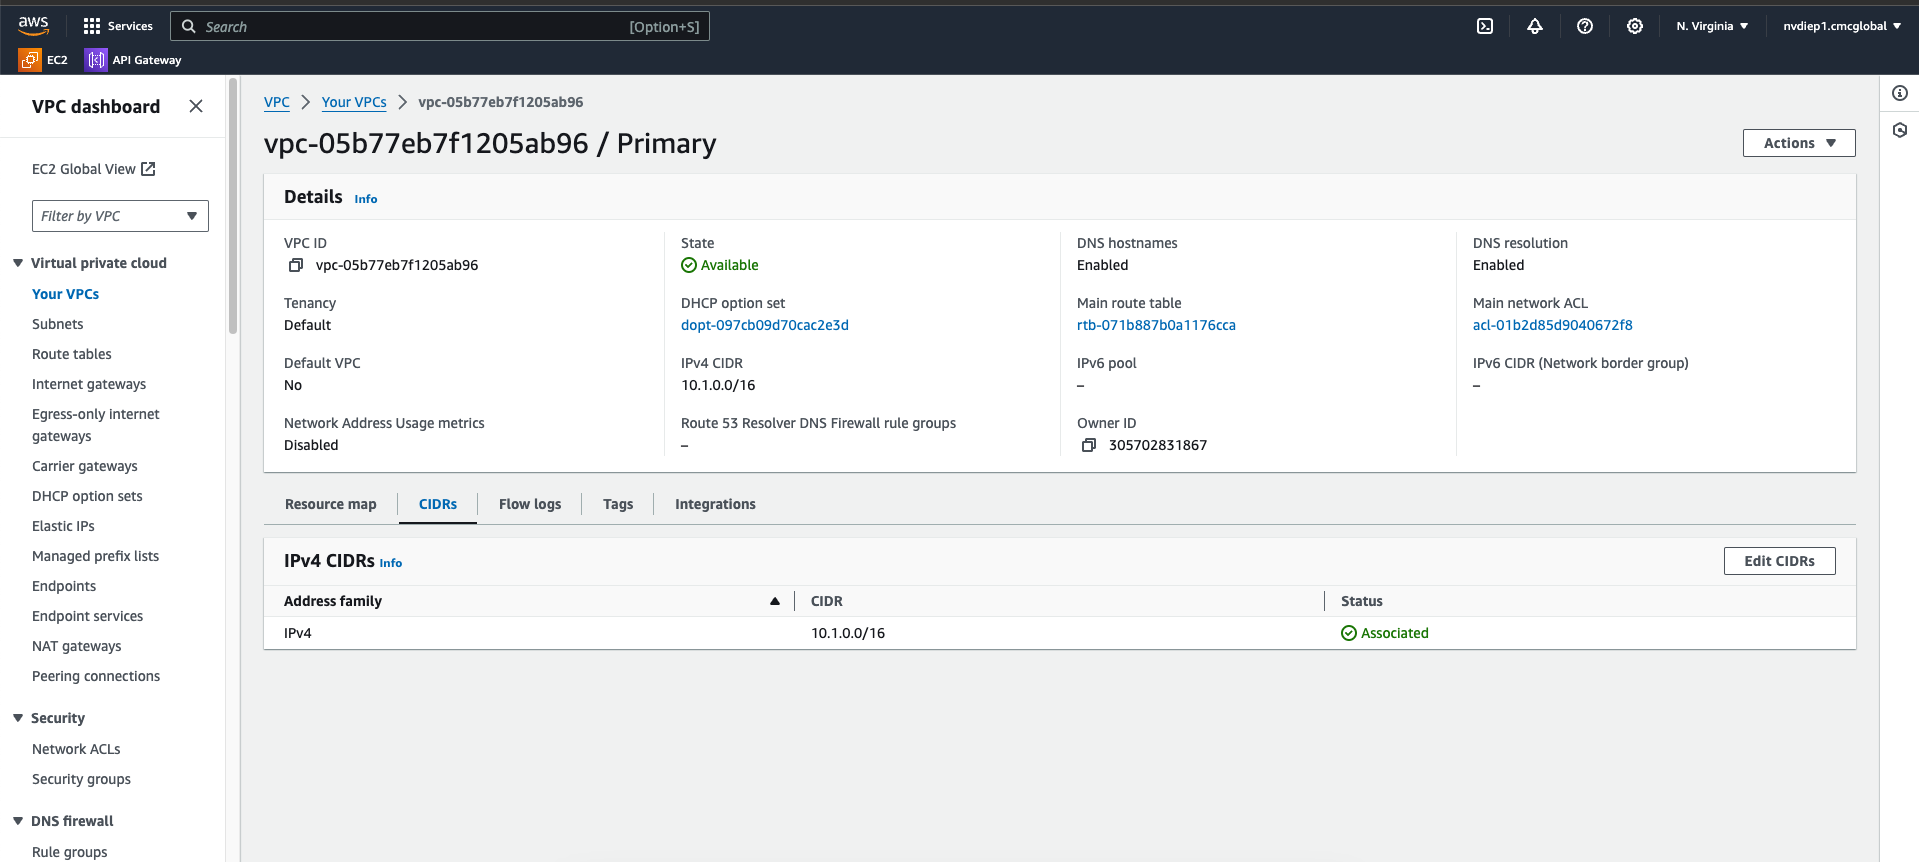 aws
Services
Search
[Option+S]
N. Virginia
nvdiep1.cmcglobal
EC2
API Gateway
VPC dashboard
EC2 Global View
Filter by VPC
Virtual private cloud
Your VPCs
Subnets
Route tables
Internet gateways
Egress-only internet
gateways
Carrier gateways
DHCP option sets
Elastic IPs
Managed prefix lists
Endpoints
Endpoint services
NAT gateways
Peering connections
Security
Network ACLs
Security groups
DNS firewall
Rule groups
VPC
Your VPCs
vpc-05b77eb7f1205ab96
vpc-05b77eb7f1205ab96 / Primary
Actions
Details Info
VPC ID
vpc-05b77eb7f1205ab96
State
Available
DNS hostnames
Enabled
DNS resolution
Enabled
Tenancy
Default
DHCP option set
dopt-097cb09d70cac2e3d
Main route table
rtb-071b887b0a1176cca
Main network ACL
acl-01b2d85d9040672f8
Default VPC
No
IPv4 CIDR
10.1.0.0/16
IPv6 pool
–
IPv6 CIDR (Network border group)
–
Network Address Usage metrics
Disabled
Route 53 Resolver DNS Firewall rule groups
–
Owner ID
305702831867
Resource map
CIDRs
Flow logs
Tags
Integrations
IPv4 CIDRs Info
Edit CIDRs
Address family
CIDR
Status
IPv4
10.1.0.0/16
Associated